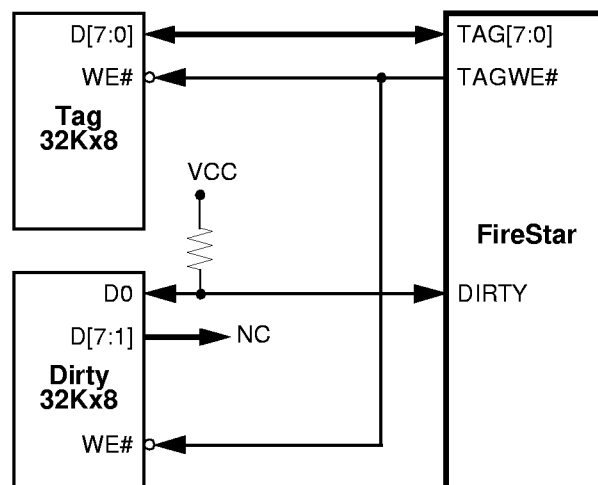 D[7:0]
TAG[7:0]
WE#
TAGWE#
Tag
32Kx8
VCC
FireStar
D0
DIRTY
D[7:1]
NC
Dirty
32Kx8
WE#